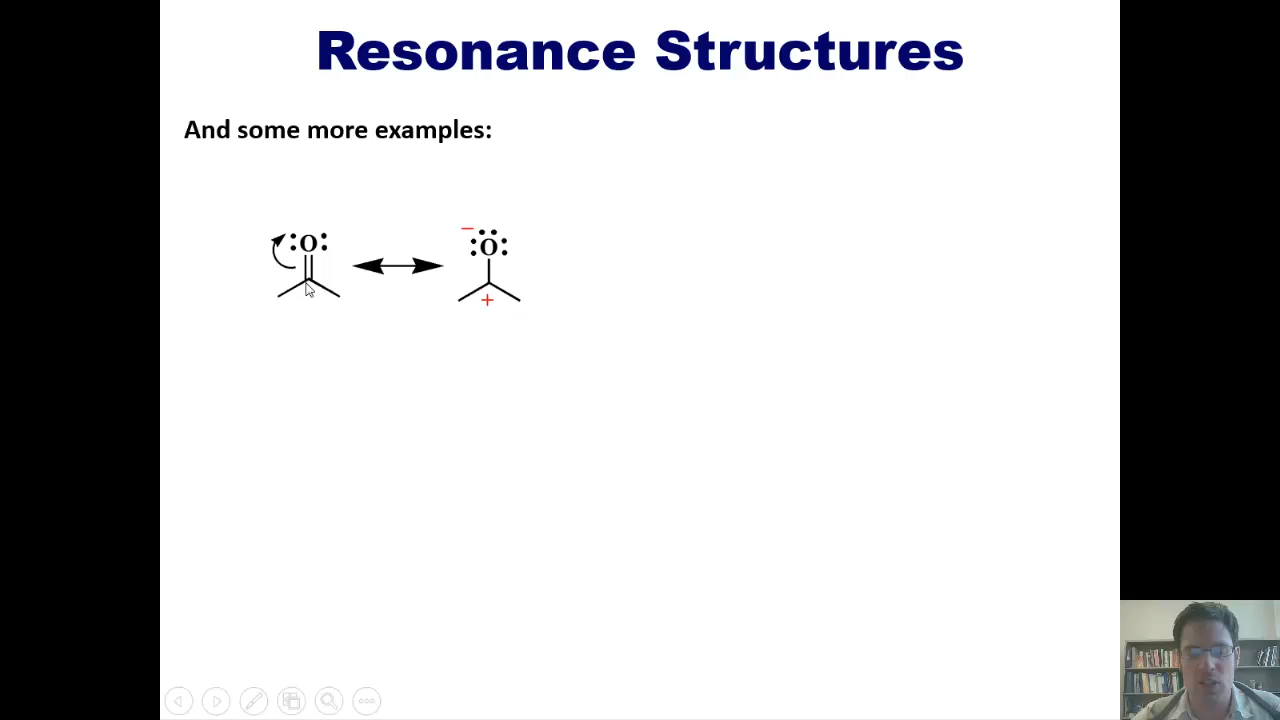 Resonance Structures
And some more examples:
:O: − :O:
+